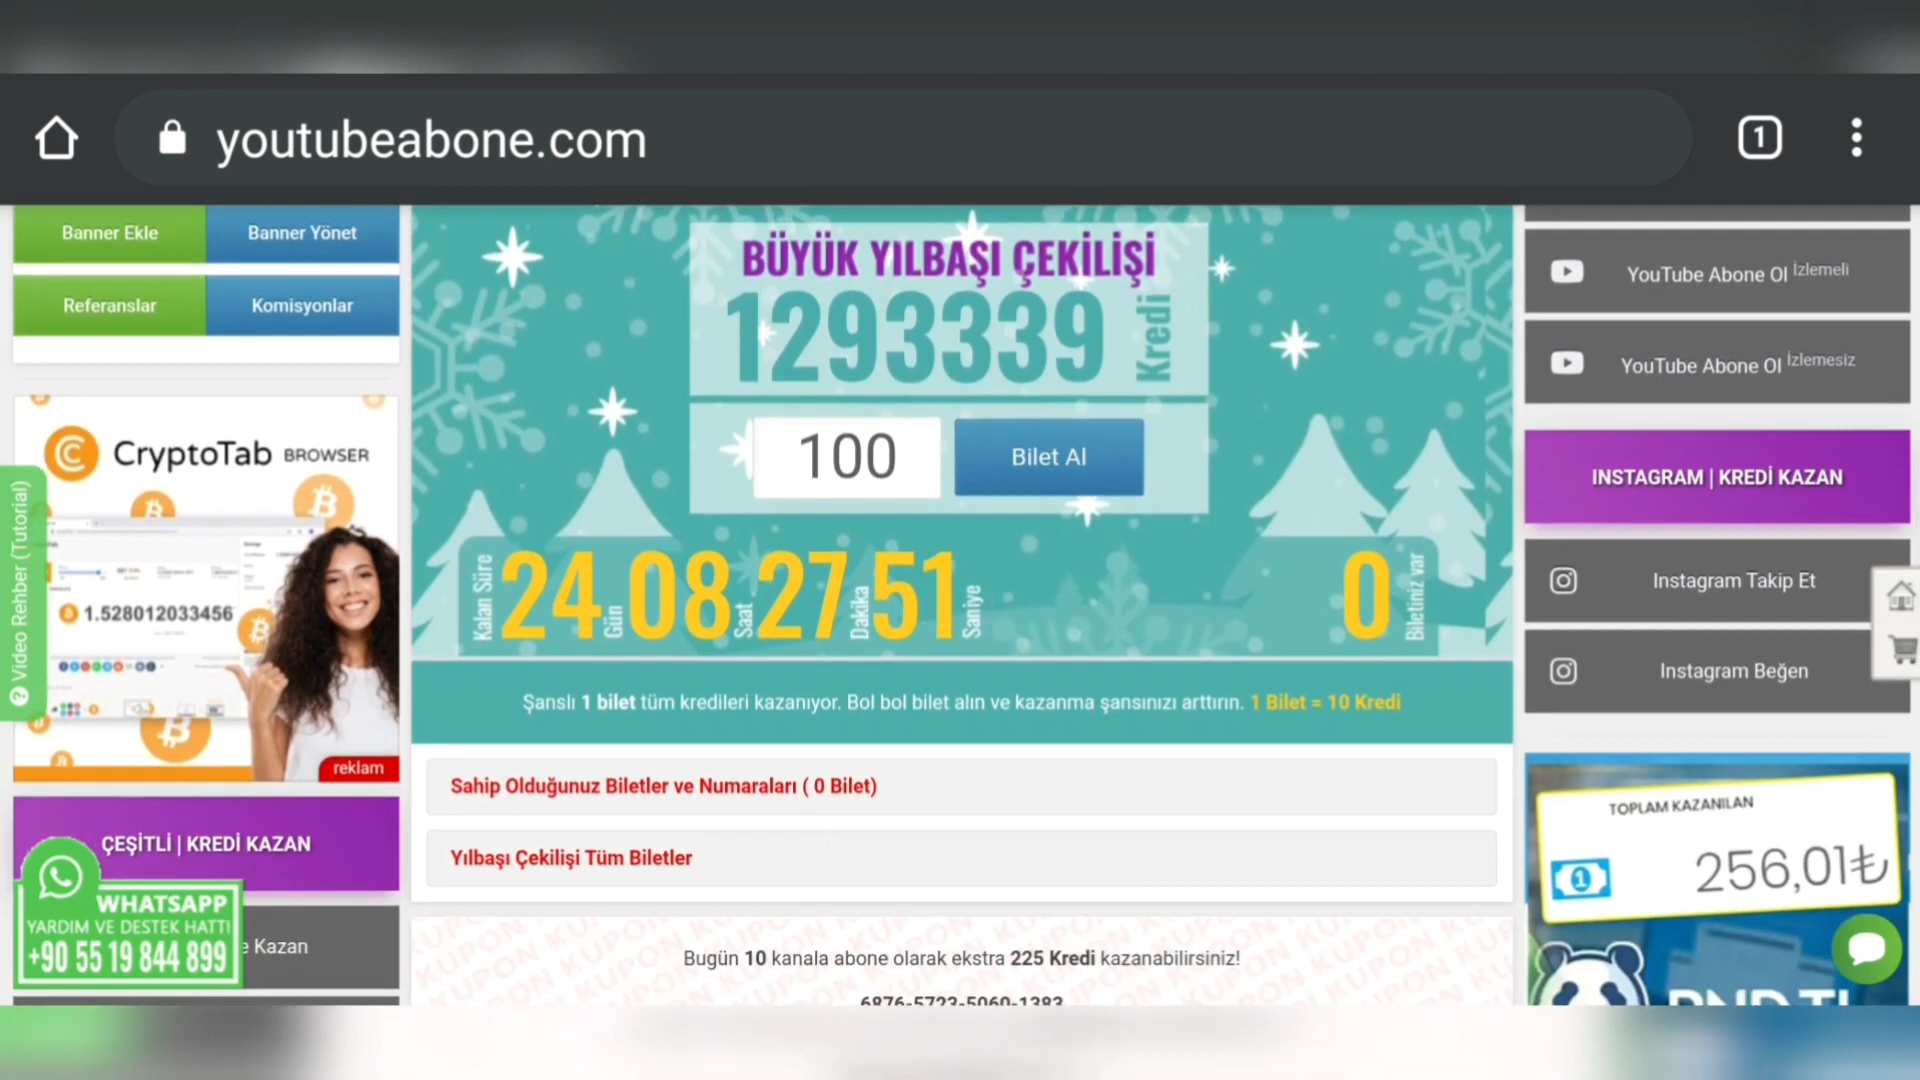 youtubeabone.com
1
Banner Ekle
Banner Yönet
Referanslar
Komisyonlar
CryptoTab BROWSER
1.528012033456
reklam
Video Rehber (Tutorial)
ÇEŞİTLİ | KREDİ KAZAN
WHATSAPP
YARDIM VE DESTEK HATTI
+90 55 19 844 899
e Kazan
BÜYÜK YILBAŞI ÇEKİLİŞİ
1293339 Kredi
100
Bilet Al
Kalan Süre 24 Gün 08 Saat 27 Dakika 51 Saniye
0 Biletiniz var
Şanslı 1 bilet tüm kredileri kazanıyor. Bol bol bilet alın ve kazanma şansınızı arttırın. 1 Bilet = 10 Kredi
Sahip Olduğunuz Biletler ve Numaraları ( 0 Bilet)
Yılbaşı Çekilişi Tüm Biletler
Bugün 10 kanala abone olarak ekstra 225 Kredi kazanabilirsiniz!
6876-5723-5060-1383
YouTube Abone Ol İzlemeli
YouTube Abone Ol İzlemesiz
INSTAGRAM | KREDİ KAZAN
Instagram Takip Et
Instagram Beğen
TOPLAM KAZANILAN
1
256,01₺